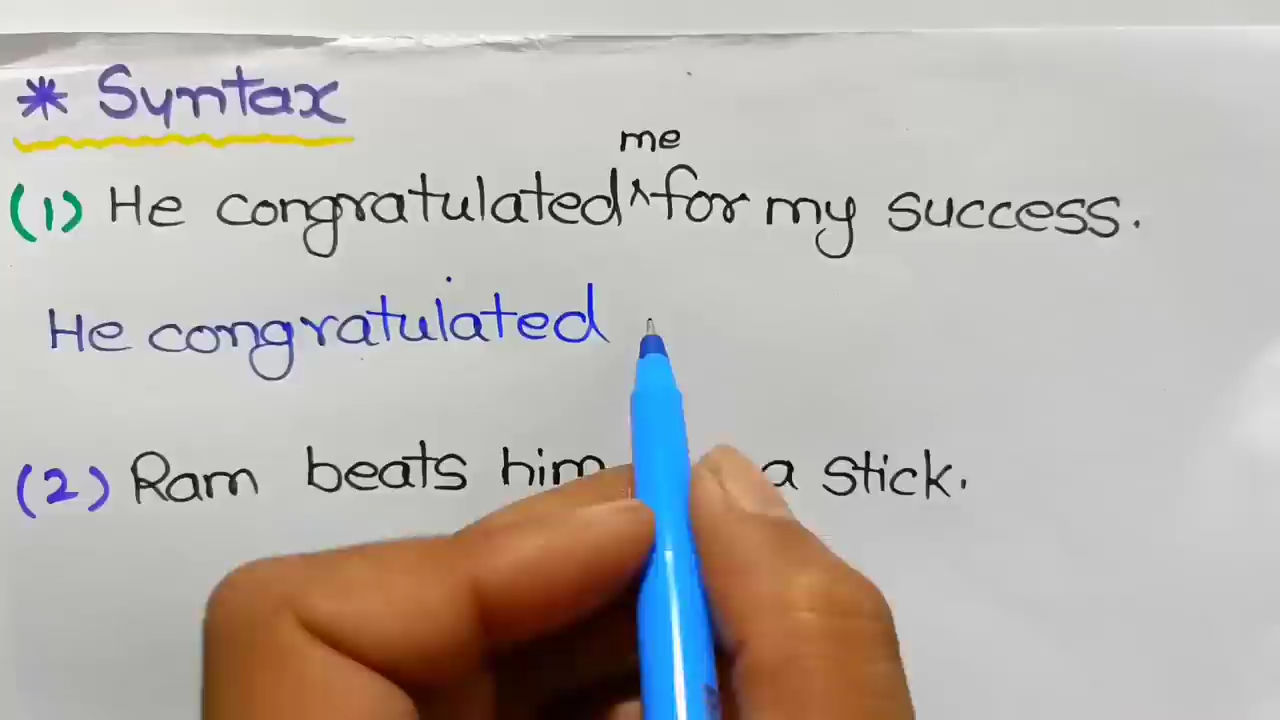 * Syntax
me
(1) He congratulated ^ for my success.
He congratulated
(2) Ram beats him a stick.